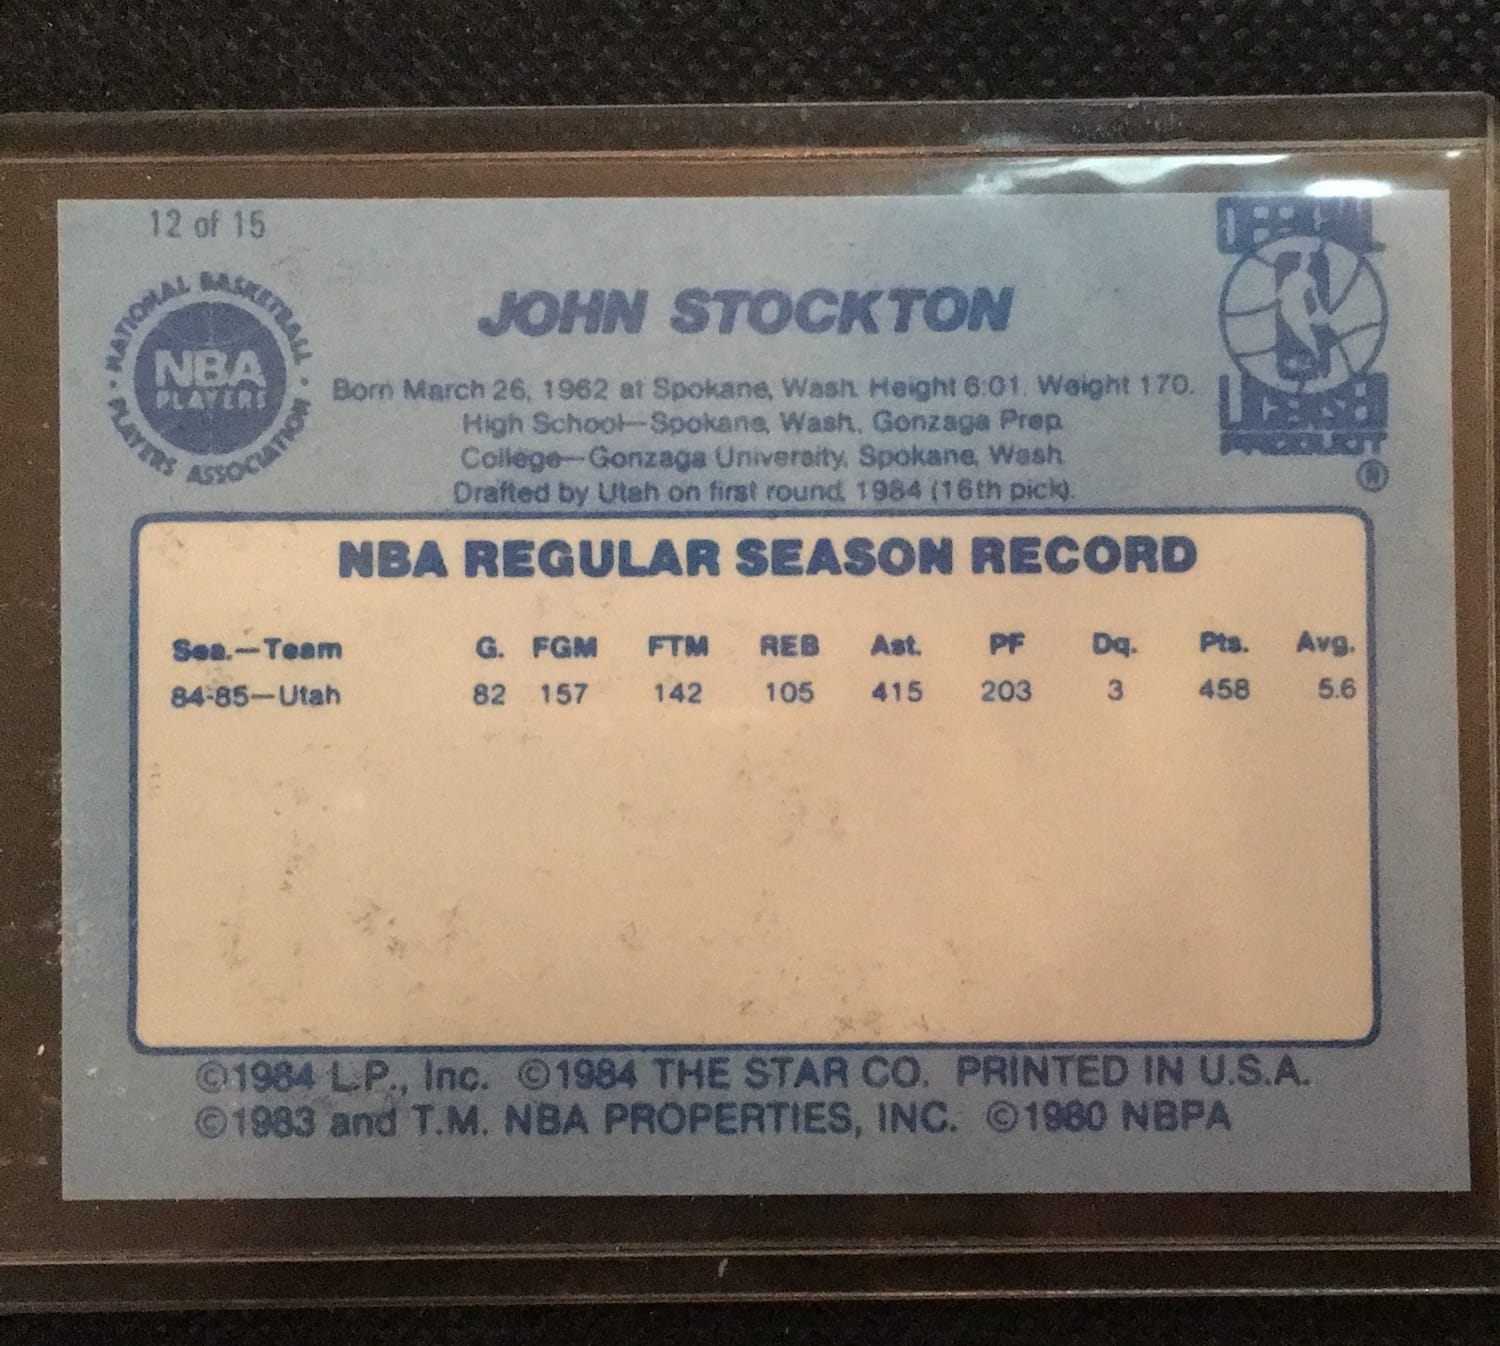 12 of 15
NATIONAL BASKETBALL
NBA
PLAYERS
PLAYERS ASSOCIATION
JOHN STOCKTON
Born March 26, 1962 at Spokane, Wash. Height 6:01. Weight 170.
High School—Spokane, Wash., Gonzaga Prep.
College—Gonzaga University, Spokane, Wash.
Drafted by Utah on first round, 1984 (16th pick).
®
NBA REGULAR SEASON RECORD
Sea.—Team G. FGM FTM REB Ast. PF Dq. Pts. Avg.
84-85—Utah 82 157 142 105 415 203 3 458 5.6
©1984 L.P., Inc. ©1984 THE STAR CO. PRINTED IN U.S.A.
©1983 and T.M. NBA PROPERTIES, INC. ©1980 NBPA